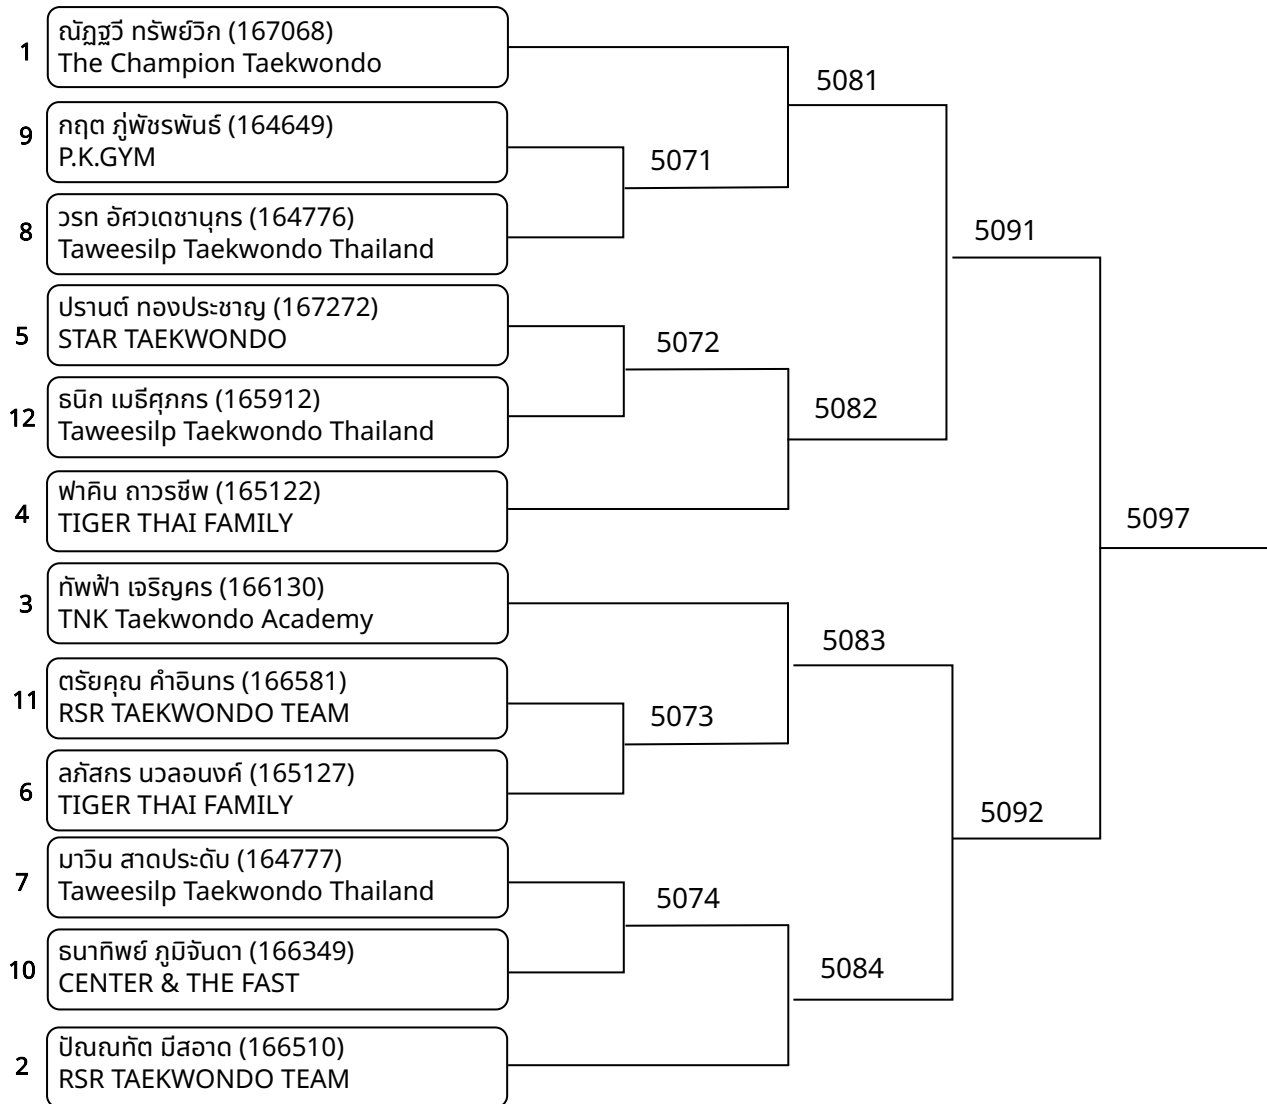 1
ณัฏฐวี ทรัพย์วิก (167068)
The Champion Taekwondo
5081
9
กฤต ภู่พัชรพันธ์ (164649)
P.K.GYM
5071
8
วรท อัศวเดชานุกร (164776)
Taweesilp Taekwondo Thailand
5091
5
ปรานต์ ทองประชาญ (167272)
STAR TAEKWONDO
5072
12
ธนิก เมธีศุภกร (165912)
Taweesilp Taekwondo Thailand
5082
4
ฟาคิน ถาวรชีพ (165122)
TIGER THAI FAMILY
5097
3
ทัพฟ้า เจริญคร (166130)
TNK Taekwondo Academy
5083
11
ตรัยคุณ คำอินทร (166581)
RSR TAEKWONDO TEAM
5073
6
ลภัสกร นวลอนงค์ (165127)
TIGER THAI FAMILY
5092
7
มาวิน สาดประดับ (164777)
Taweesilp Taekwondo Thailand
5074
10
ธนาทิพย์ ภูมิจันดา (166349)
CENTER & THE FAST
5084
2
ปัณณทัต มีสอาด (166510)
RSR TAEKWONDO TEAM